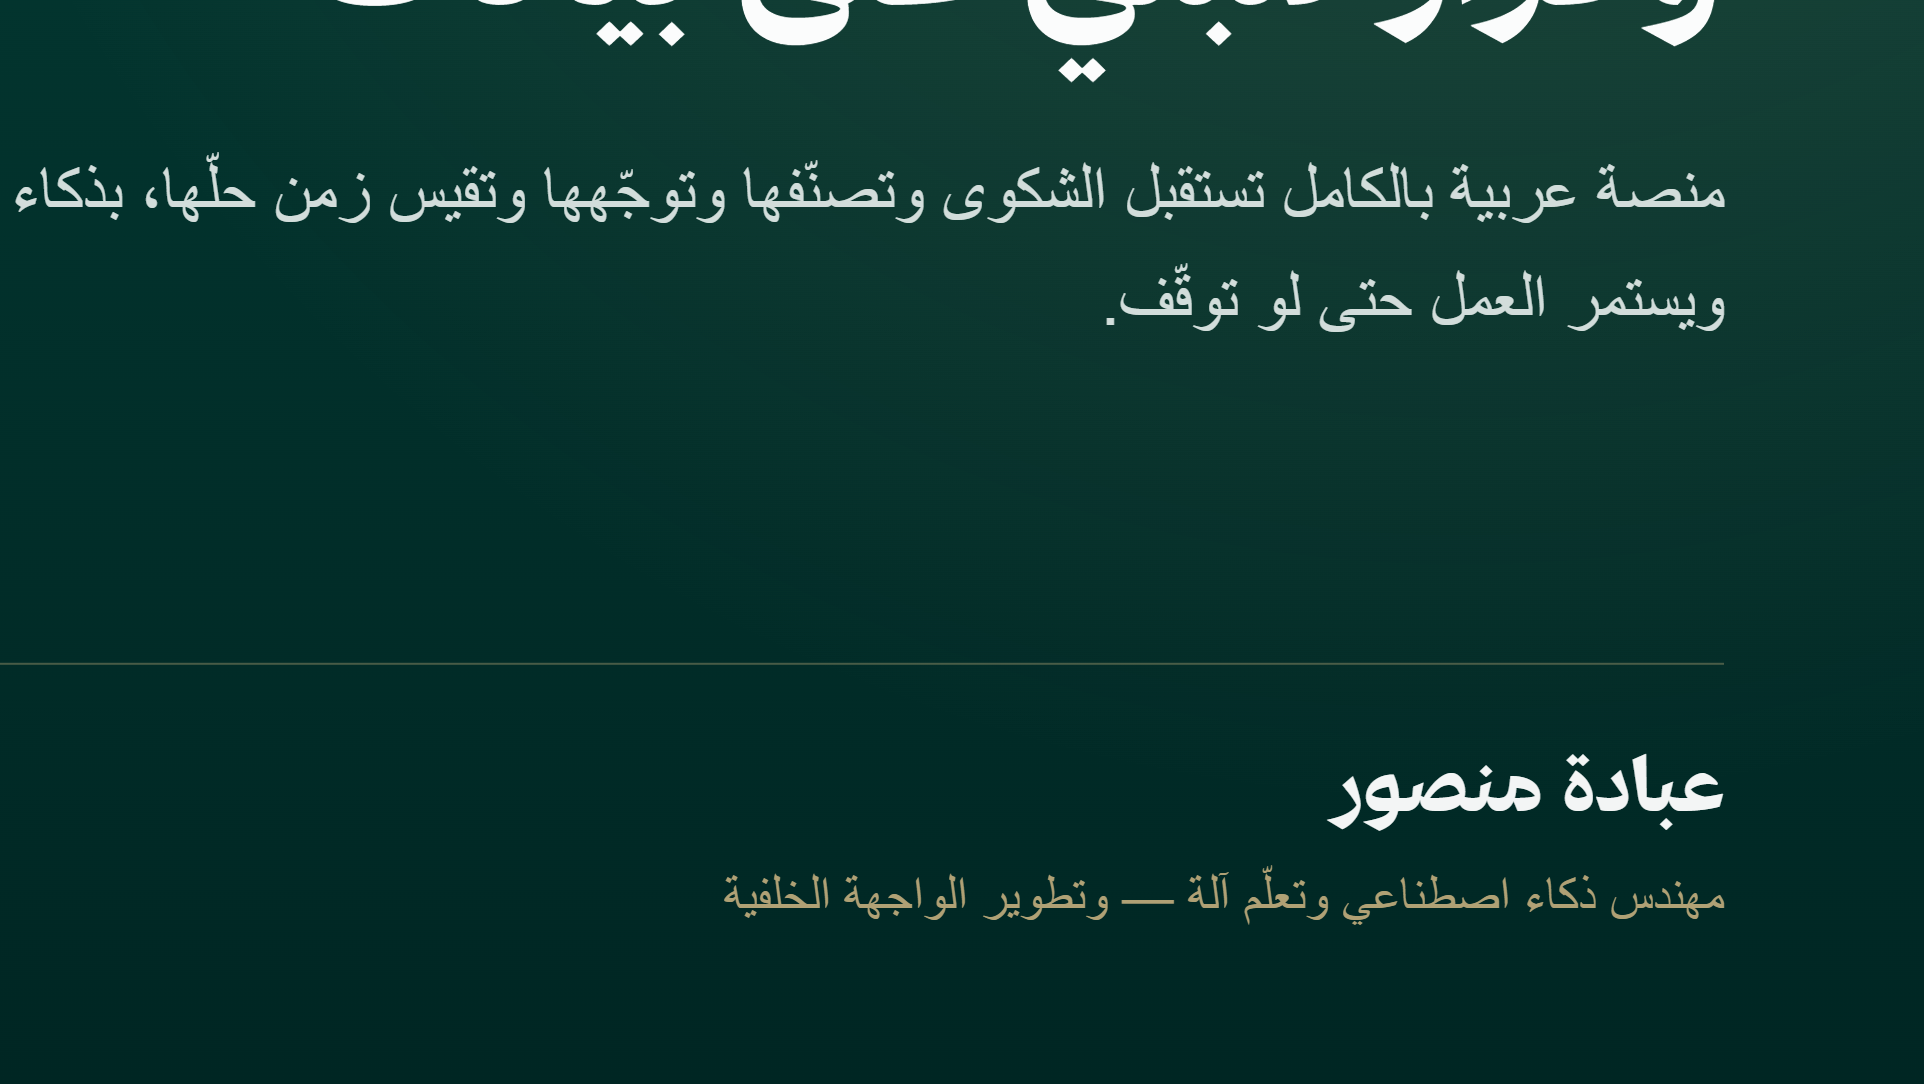 منصة عربية بالكامل تستقبل الشكوى وتصنّفها وتوجّهها وتقيس زمن حلّها، بذكاء
ويستمر العمل حتى لو توقّف.
عبادة منصور
مهندس ذكاء اصطناعي وتعلّم آلة — وتطوير الواجهة الخلفية